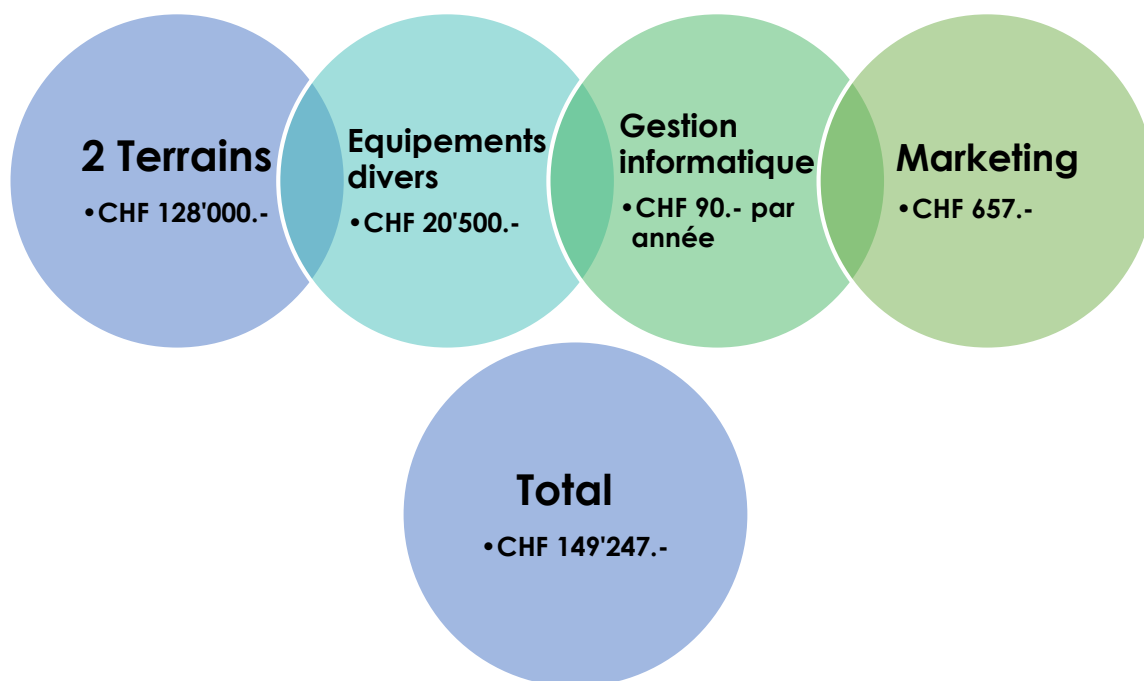 2 Terrains
•CHF 128'000.-
Equipements
divers
•CHF 20'500.-
Gestion
informatique
•CHF 90.- par
année
Marketing
•CHF 657.-
Total
•CHF 149'247.-